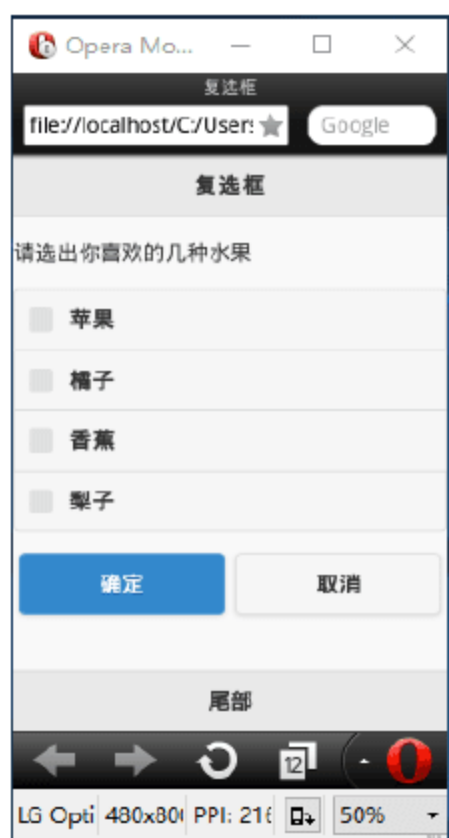 Opera Mo...
复选框
file://localhost/C:/User: Google
复选框
请选出你喜欢的几种水果
苹果
橘子
香蕉
梨子
确定 取消
尾部
12
LG Opti 480x80 PPI: 216 50%